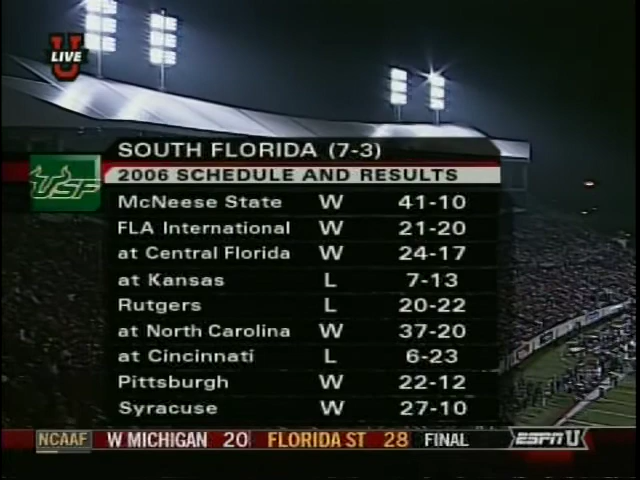 U
LIVE
SOUTH FLORIDA (7-3)
USF
2006 SCHEDULE AND RESULTS
McNeese State W 41-10
FLA International W 21-20
at Central Florida W 24-17
at Kansas L 7-13
Rutgers L 20-22
at North Carolina W 37-20
at Cincinnati L 6-23
Pittsburgh W 22-12
Syracuse W 27-10
NCAAF W MICHIGAN 20 FLORIDA ST 28 FINAL ESPNU